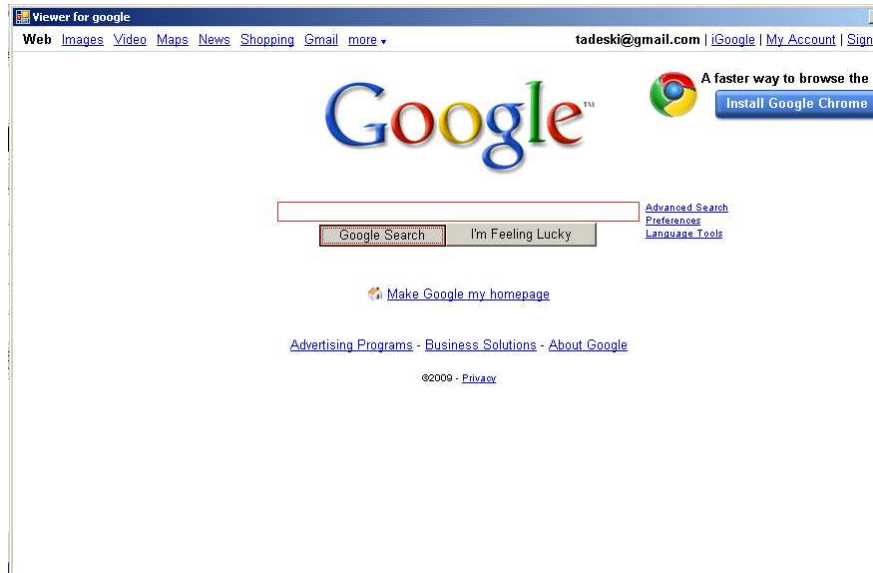 Viewer for google
Web Images Video Maps News Shopping Gmail more tadeski@gmail.com | iGoogle | My Account | Sign
Google™
A faster way to browse the
Install Google Chrome
Advanced Search
Preferences
Language Tools
Google Search I'm Feeling Lucky
Make Google my homepage
Advertising Programs - Business Solutions - About Google
©2009 - Privacy